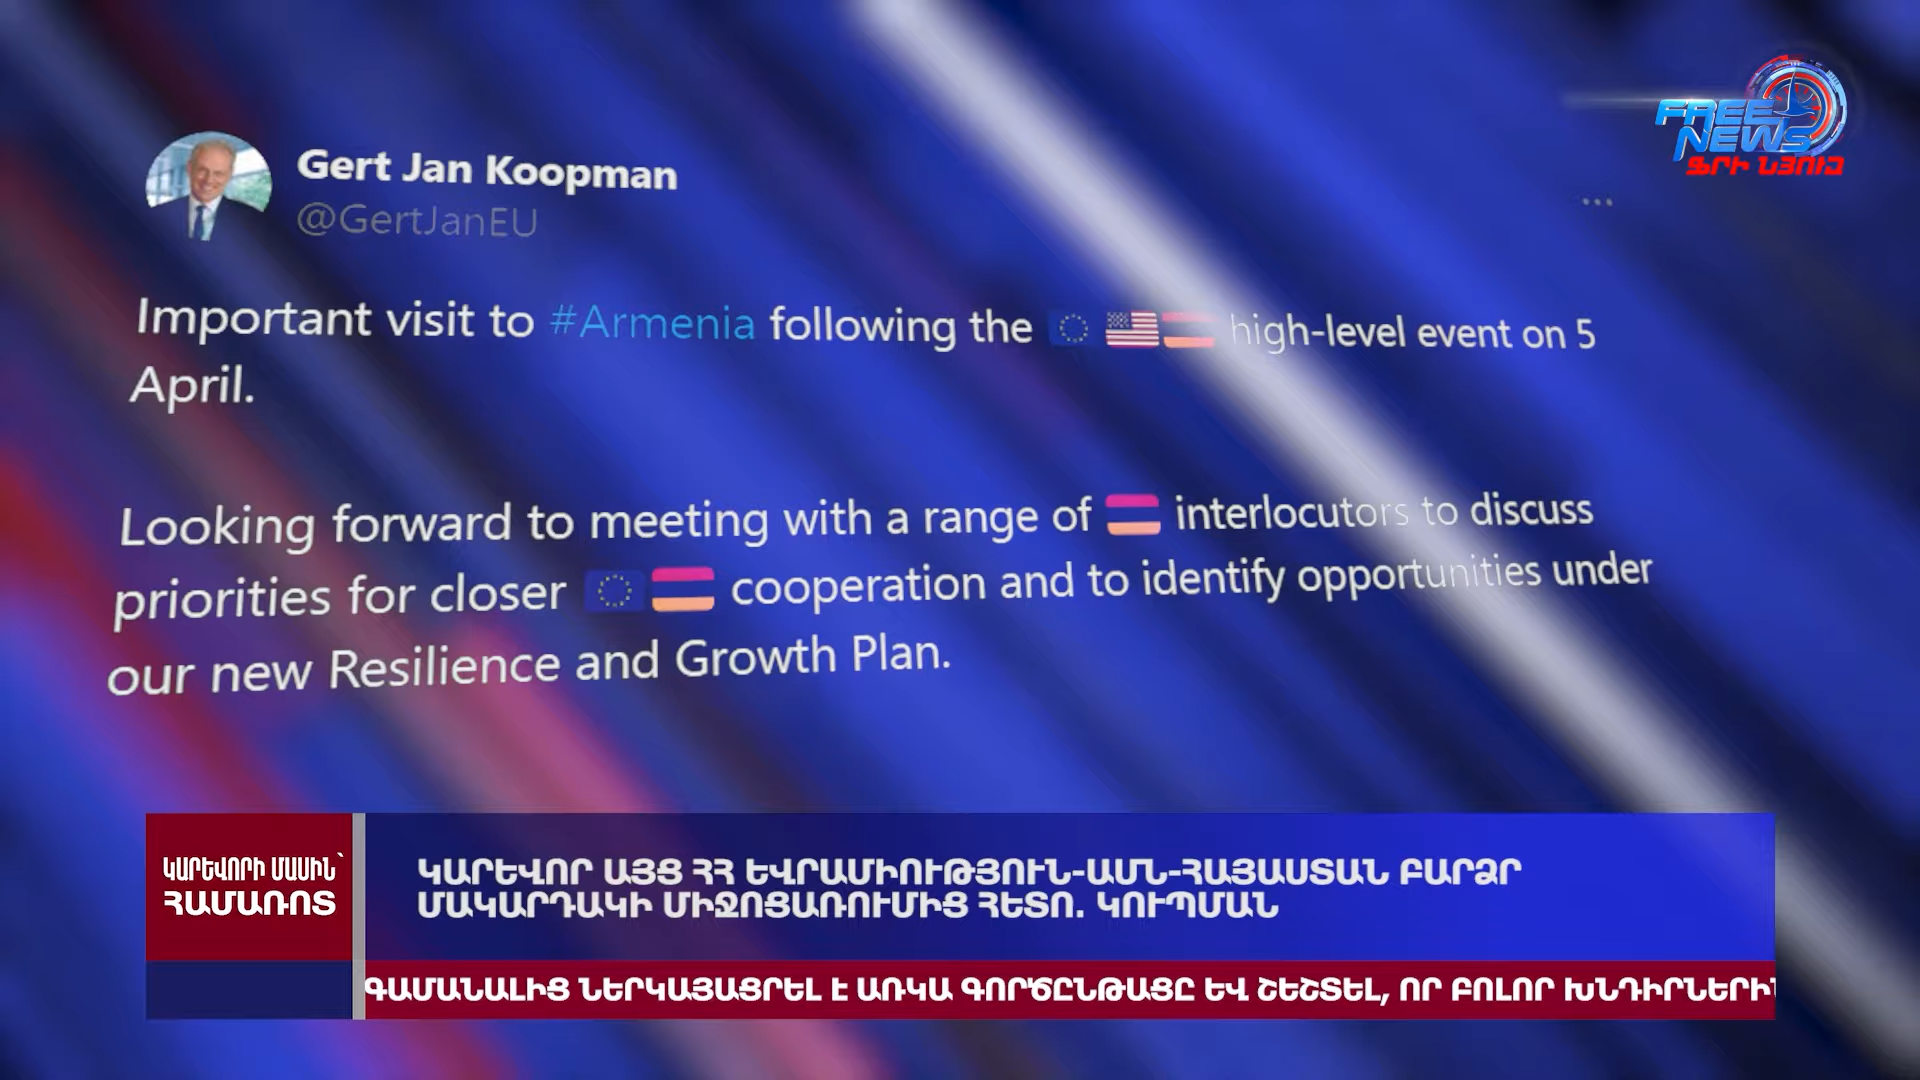 FREE
NEWS
ՖՐԻ ՆՅՈՒԶ
Gert Jan Koopman
@GertJanEU
...
Important visit to #Armenia following the 🇪🇺 🇺🇸🇦🇲 high-level event on 5
April.
Looking forward to meeting with a range of 🇦🇲 interlocutors to discuss
priorities for closer 🇪🇺 🇦🇲 cooperation and to identify opportunities under
our new Resilience and Growth Plan.
ԿԱՐԵՎՈՐԻ ՄԱՍԻՆ՝
ՀԱՄԱՌՈՏ
ԿԱՐԵՎՈՐ ԱՅՑ ՀՀ ԵՎՐԱՄԻՈՒԹՅՈՒՆ-ԱՄՆ-ՀԱՅԱՍՏԱՆ ԲԱՐՁՐ
ՄԱԿԱՐԴԱԿԻ ՄԻՋՈՑԱՌՈՒՄԻՑ ՀԵՏՈ. ԿՈՒՊՄԱՆ
ԳԱՄԱՆԱԼԻՑ ՆԵՐԿԱՅԱՑՐԵԼ Է ԱՌԿԱ ԳՈՐԾԸՆԹԱՑԸ ԵՎ ՇԵՇՏԵԼ, ՈՐ ԲՈԼՈՐ ԽՆԴԻՐՆԵՐԻ